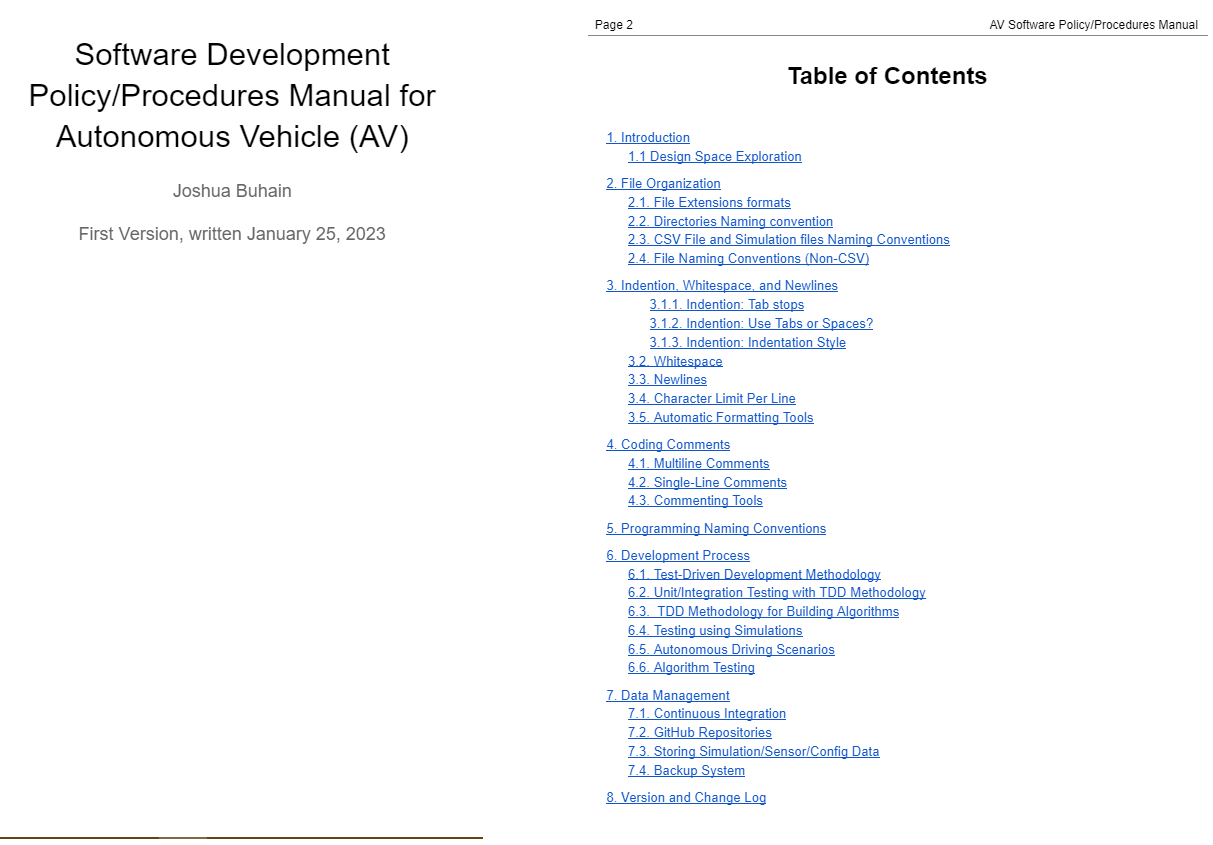 Software Development
Policy/Procedures Manual for
Autonomous Vehicle (AV)
Joshua Buhain
First Version, written January 25, 2023
Page 2
AV Software Policy/Procedures Manual
Table of Contents
1. Introduction
1.1 Design Space Exploration
2. File Organization
2.1. File Extensions formats
2.2. Directories Naming convention
2.3. CSV File and Simulation files Naming Conventions
2.4. File Naming Conventions (Non-CSV)
3. Indention, Whitespace, and Newlines
3.1.1. Indention: Tab stops
3.1.2. Indention: Use Tabs or Spaces?
3.1.3. Indention: Indentation Style
3.2. Whitespace
3.3. Newlines
3.4. Character Limit Per Line
3.5. Automatic Formatting Tools
4. Coding Comments
4.1. Multiline Comments
4.2. Single-Line Comments
4.3. Commenting Tools
5. Programming Naming Conventions
6. Development Process
6.1. Test-Driven Development Methodology
6.2. Unit/Integration Testing with TDD Methodology
6.3.  TDD Methodology for Building Algorithms
6.4. Testing using Simulations
6.5. Autonomous Driving Scenarios
6.6. Algorithm Testing
7. Data Management
7.1. Continuous Integration
7.2. GitHub Repositories
7.3. Storing Simulation/Sensor/Config Data
7.4. Backup System
8. Version and Change Log